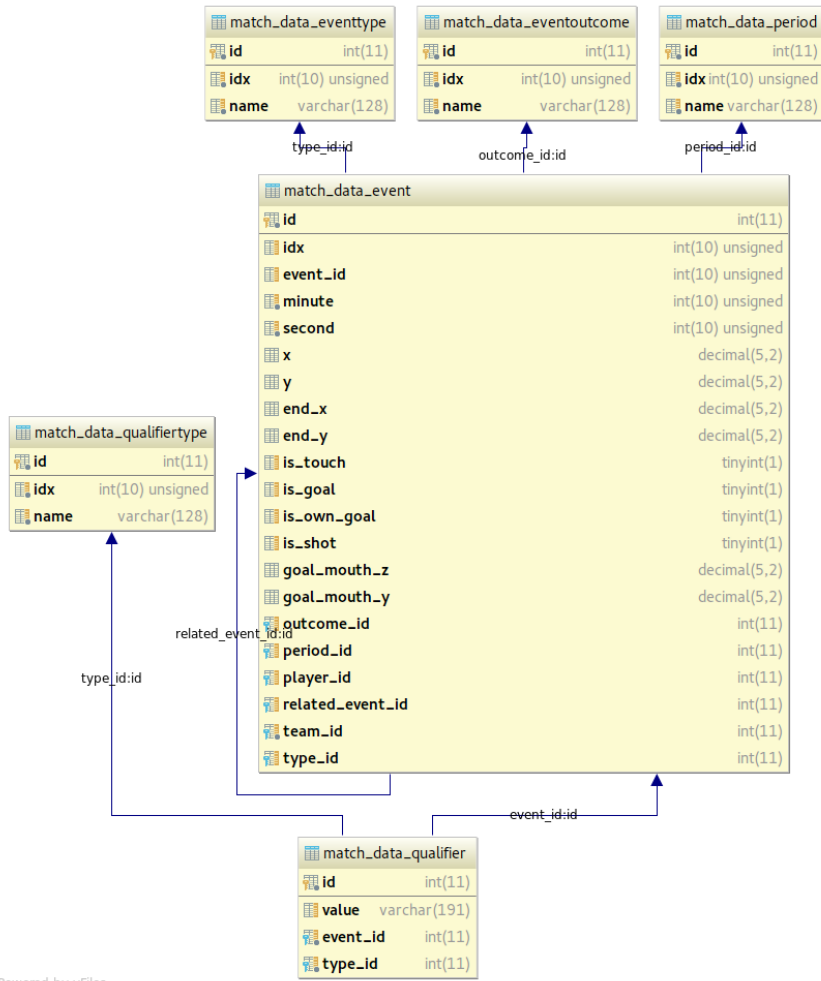 match_data_eventtype
id int(11)
idx int(10) unsigned
name varchar(128)
match_data_eventoutcome
id int(11)
idx int(10) unsigned
name varchar(128)
match_data_period
id int(11)
idx int(10) unsigned
name varchar(128)
type_id:id
outcome_id:id
period_id:id
match_data_event
id int(11)
idx int(10) unsigned
event_id int(10) unsigned
minute int(10) unsigned
second int(10) unsigned
x decimal(5,2)
y decimal(5,2)
end_x decimal(5,2)
end_y decimal(5,2)
is_touch tinyint(1)
is_goal tinyint(1)
is_own_goal tinyint(1)
is_shot tinyint(1)
goal_mouth_z decimal(5,2)
goal_mouth_y decimal(5,2)
outcome_id int(11)
period_id int(11)
player_id int(11)
related_event_id int(11)
team_id int(11)
type_id int(11)
match_data_qualifiertype
id int(11)
idx int(10) unsigned
name varchar(128)
related_event_id:id
type_id:id
event_id:id
match_data_qualifier
id int(11)
value varchar(191)
event_id int(11)
type_id int(11)